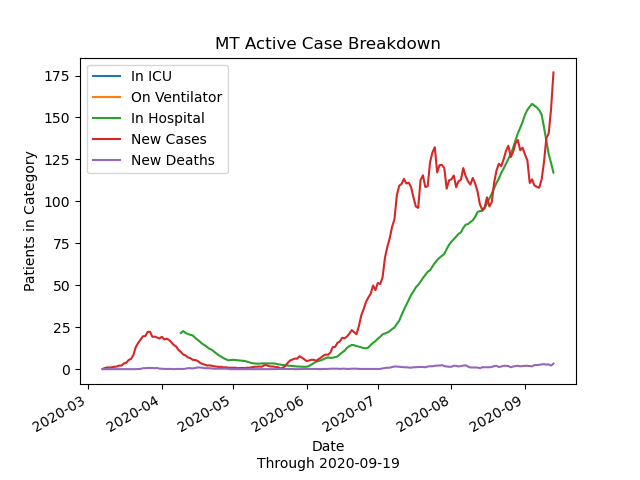 MT Active Case Breakdown
In ICU
On Ventilator
In Hospital
New Cases
New Deaths
Patients in Category
175
150
125
100
75
50
25
0
2020-03
2020-04
2020-05
2020-06
2020-07
2020-08
2020-09
Date
Through 2020-09-19